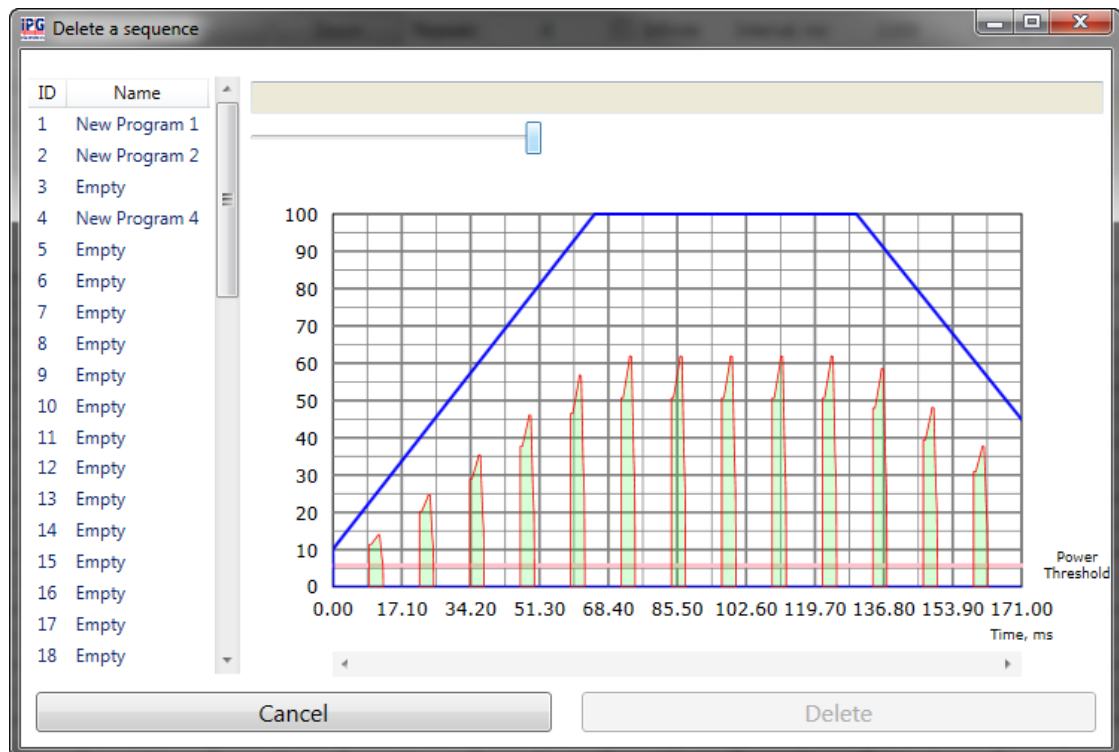 iPG Delete a sequence
ID Name
1 New Program 1
2 New Program 2
3 Empty
4 New Program 4
5 Empty
6 Empty
7 Empty
8 Empty
9 Empty
10 Empty
11 Empty
12 Empty
13 Empty
14 Empty
15 Empty
16 Empty
17 Empty
18 Empty
100
90
80
70
60
50
40
30
20
10
0
Power
Threshold
0.00 17.10 34.20 51.30 68.40 85.50 102.60 119.70 136.80 153.90 171.00
Time, ms
Cancel Delete